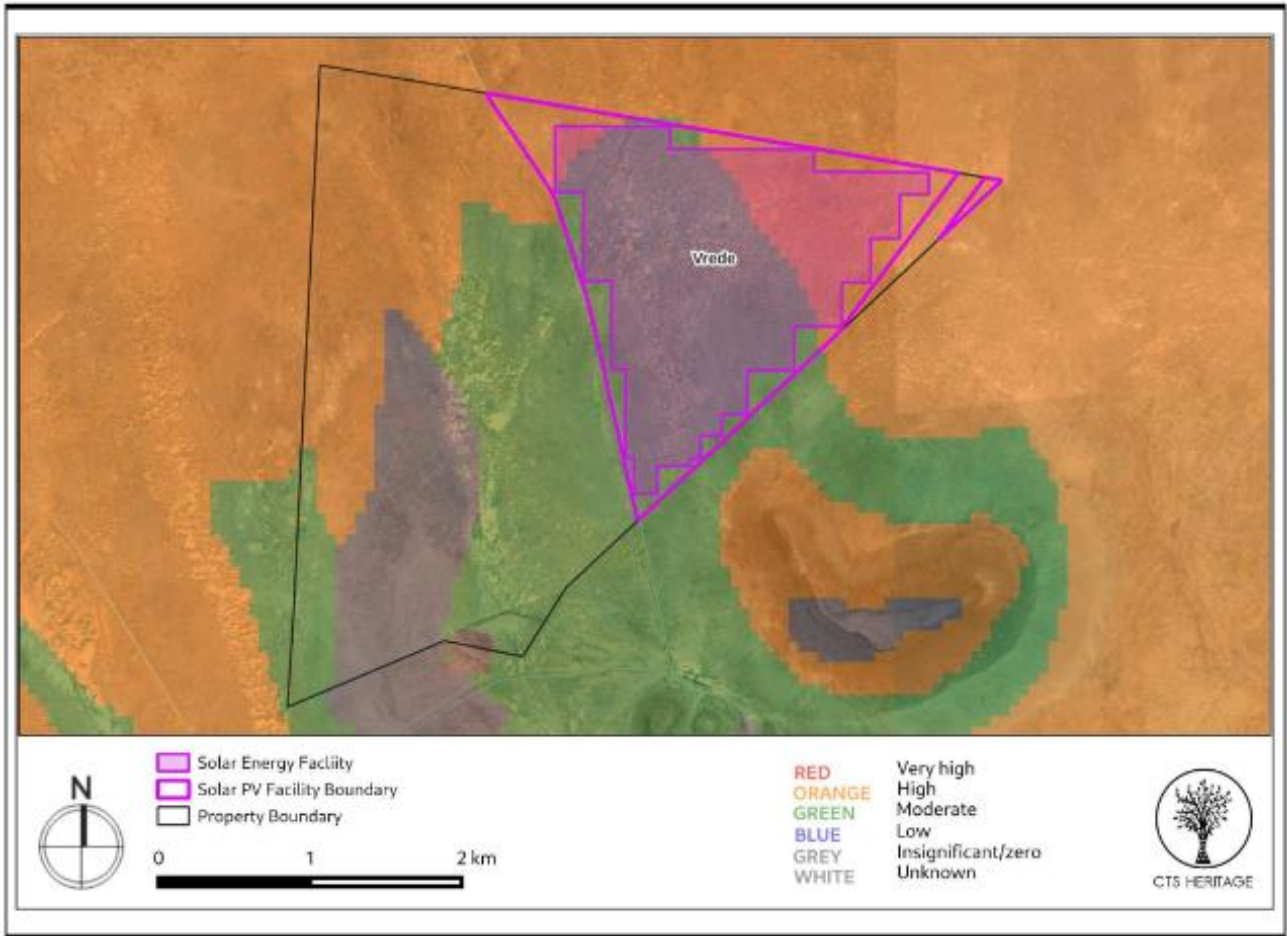 Vrede
N
0 1 2 km
Solar Energy Facliity
Solar PV Facility Boundary
Property Boundary
RED Very high
ORANGE High
GREEN Moderate
BLUE Low
GREY Insignificant/zero
WHITE Unknown
CTS HERITAGE